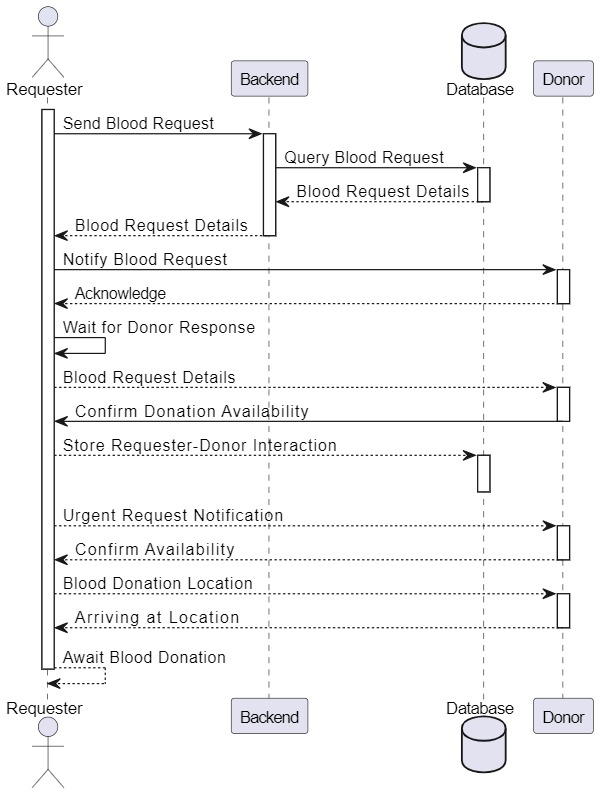 Requester
Backend
Database
Donor
Send Blood Request
Query Blood Request
Blood Request Details
Blood Request Details
Notify Blood Request
Acknowledge
Wait for Donor Response
Blood Request Details
Confirm Donation Availability
Store Requester-Donor Interaction
Urgent Request Notification
Confirm Availability
Blood Donation Location
Arriving at Location
Await Blood Donation
Requester
Backend
Database
Donor